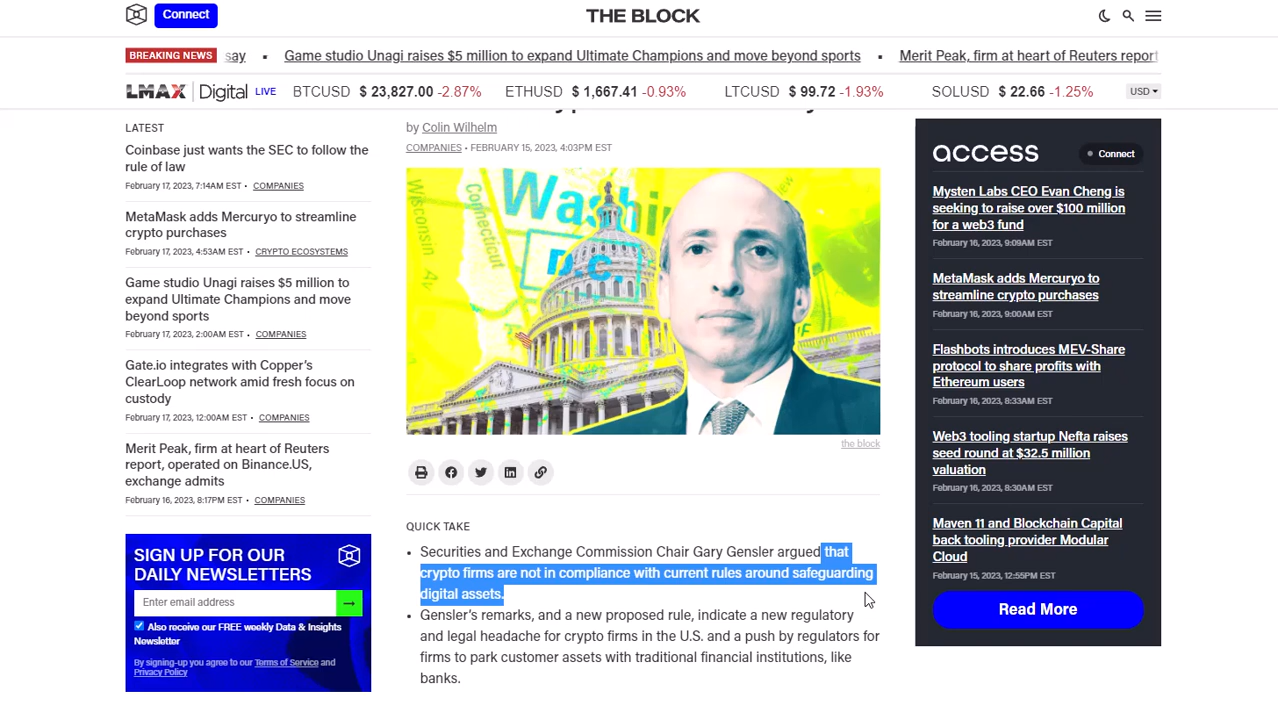 Connect
THE BLOCK
BREAKING NEWS
say
Game studio Unagi raises $5 million to expand Ultimate Champions and move beyond sports
Merit Peak, firm at heart of Reuters report
LMAX Digital LIVE
BTCUSD $ 23,827.00 -2.87%
ETHUSD $ 1,667.41 -0.93%
LTCUSD $ 99.72 -1.93%
SOLUSD $ 22.66 -1.25%
USD
LATEST
Coinbase just wants the SEC to follow the
rule of law
February 17, 2023, 7:14AM EST • COMPANIES
MetaMask adds Mercuryo to streamline
crypto purchases
February 17, 2023, 4:53AM EST • CRYPTO ECOSYSTEMS
Game studio Unagi raises $5 million to
expand Ultimate Champions and move
beyond sports
February 17, 2023, 2:00AM EST • COMPANIES
Gate.io integrates with Copper's
ClearLoop network amid fresh focus on
custody
February 17, 2023, 12:00AM EST • COMPANIES
Merit Peak, firm at heart of Reuters
report, operated on Binance.US,
exchange admits
February 16, 2023, 8:17PM EST • COMPANIES
SIGN UP FOR OUR
DAILY NEWSLETTERS
Enter email address
Also receive our FREE weekly Data & Insights
Newsletter
By signing-up you agree to our Terms of Service and
Privacy Policy
by Colin Wilhelm
COMPANIES • FEBRUARY 15, 2023, 4:03PM EST
Wisconsin
Connecticut
Washi
D.C
the block
QUICK TAKE
• Securities and Exchange Commission Chair Gary Gensler argued that
crypto firms are not in compliance with current rules around safeguarding
digital assets.
• Gensler's remarks, and a new proposed rule, indicate a new regulatory
and legal headache for crypto firms in the U.S. and a push by regulators for
firms to park customer assets with traditional financial institutions, like
banks.
access
Connect
Mysten Labs CEO Evan Cheng is
seeking to raise over $100 million
for a web3 fund
February 16, 2023, 9:09AM EST
MetaMask adds Mercuryo to
streamline crypto purchases
February 16, 2023, 9:00AM EST
Flashbots introduces MEV-Share
protocol to share profits with
Ethereum users
February 16, 2023, 8:33AM EST
Web3 tooling startup Nefta raises
seed round at $32.5 million
valuation
February 16, 2023, 8:30AM EST
Maven 11 and Blockchain Capital
back tooling provider Modular
Cloud
February 15, 2023, 12:55PM EST
Read More